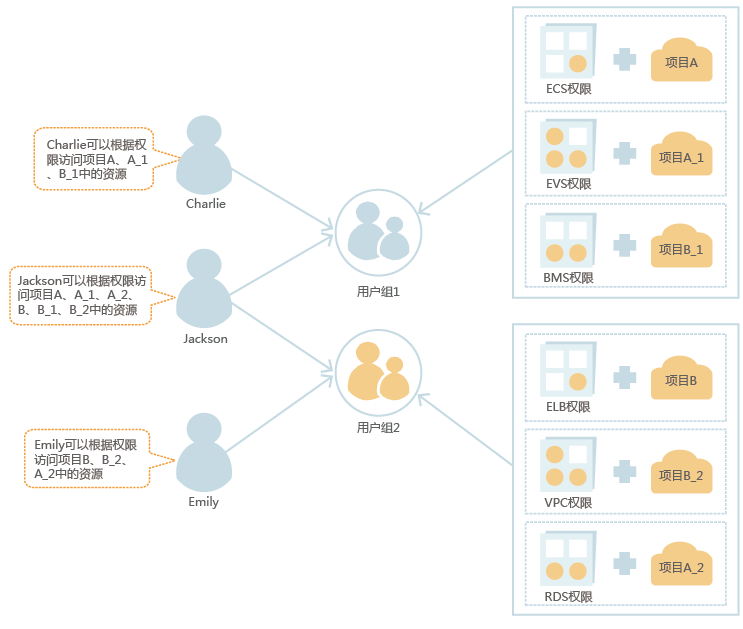 Charlie可以根据权
限访问项目A、A_1
、B_1中的资源
Charlie
Jackson可以根据权限访
问项目A、A_1、A_2、
B、B_1、B_2中的资源
Jackson
Emily可以根据权限
访问项目B、B_2、
A_2中的资源
Emily
用户组1
用户组2
ECS权限
项目A
EVS权限
项目A_1
BMS权限
项目B_1
ELB权限
项目B
VPC权限
项目B_2
RDS权限
项目A_2